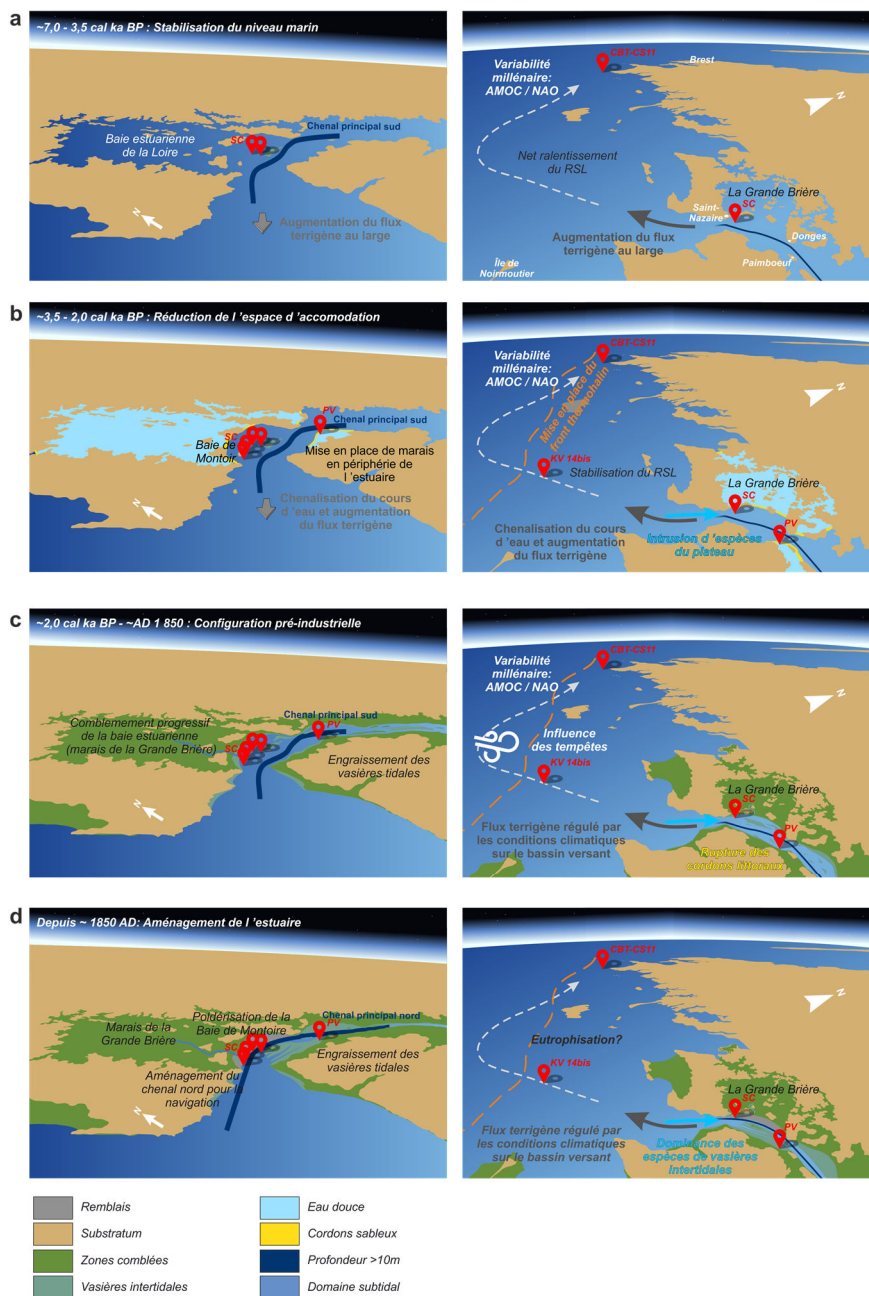 a
~7,0 - 3,5 cal ka BP : Stabilisation du niveau marin
Baie estuarienne
de la Loire
SC
Chenal principal sud
N
Augmentation du flux
terrigène au large
CBT-CS11
Brest
Variabilité
millénaire:
AMOC / NAO
N
Net ralentissement
du RSL
La Grande Brière
SC
Saint-
Nazaire
Augmentation du flux
terrigène au large
Donges
Paimboeuf
Île de
Noirmoutier
b
~3,5 - 2,0 cal ka BP : Réduction de l 'espace d 'accomodation
PV
Chenal principal sud
SC
Baie de
Montoir
Mise en place de marais
en périphérie de
l 'estuaire
N
Chenalisation du cours
d 'eau et augmentation
du flux terrigène
CBT-CS11
Variabilité
millénaire:
AMOC / NAO
Mise en place du
front thermohalin
N
KV 14bis
Stabilisation du RSL
La Grande Brière
SC
PV
Chenalisation du cours
d 'eau et augmentation
du flux terrigène
Intrusion d 'espèces
du plateau
c
~2,0 cal ka BP - ~AD 1 850 : Configuration pré-industrielle
Chenal principal sud
PV
Comblemement progressif
de la baie estuarienne
(marais de la Grande Brière)
SC
Engraissement des
vasières tidales
N
CBT-CS11
Variabilité
millénaire:
AMOC / NAO
N
Influence
des tempêtes
KV 14bis
La Grande Brière
SC
PV
Flux terrigène régulé par
les conditions climatiques
sur le bassin versant
Rupture des
cordons littoraux
d
Depuis ~ 1850 AD: Aménagement de l 'estuaire
Chenal principal nord
PV
Poldérisation de la
Baie de Montoire
Marais de la
Grande Brière
SC
Engraissement des
vasières tidales
Aménagement du
chenal nord pour la
navigation
N
CBT-CS11
N
Eutrophisation?
KV 14bis
La Grande Brière
SC
PV
Flux terrigène régulé par
les conditions climatiques
sur le bassin versant
Dominance des
espèces de vasières
intertidales
Remblais
Eau douce
Substratum
Cordons sableux
Zones comblées
Profondeur >10m
Vasières intertidales
Domaine subtidal